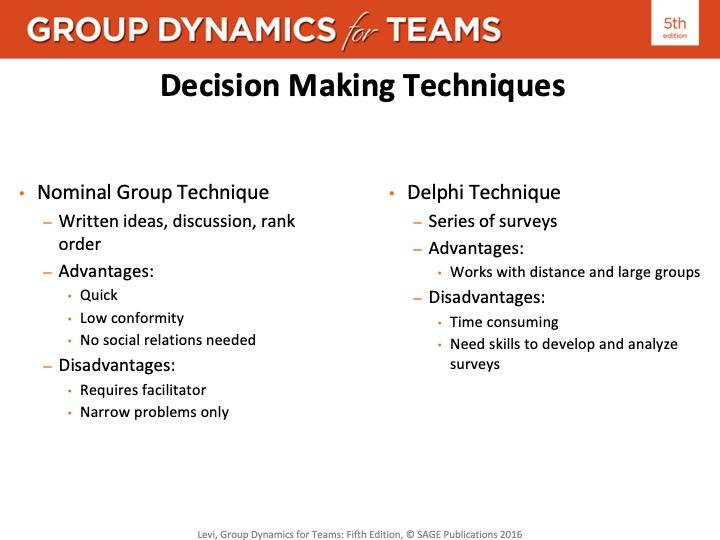 GROUP DYNAMICS for TEAMS
5th
edition
Decision Making Techniques
• Nominal Group Technique
– Written ideas, discussion, rank
order
– Advantages:
• Quick
• Low conformity
• No social relations needed
– Disadvantages:
• Requires facilitator
• Narrow problems only
• Delphi Technique
– Series of surveys
– Advantages:
• Works with distance and large groups
– Disadvantages:
• Time consuming
• Need skills to develop and analyze
surveys
Levi, Group Dynamics for Teams: Fifth Edition, © SAGE Publications 2016